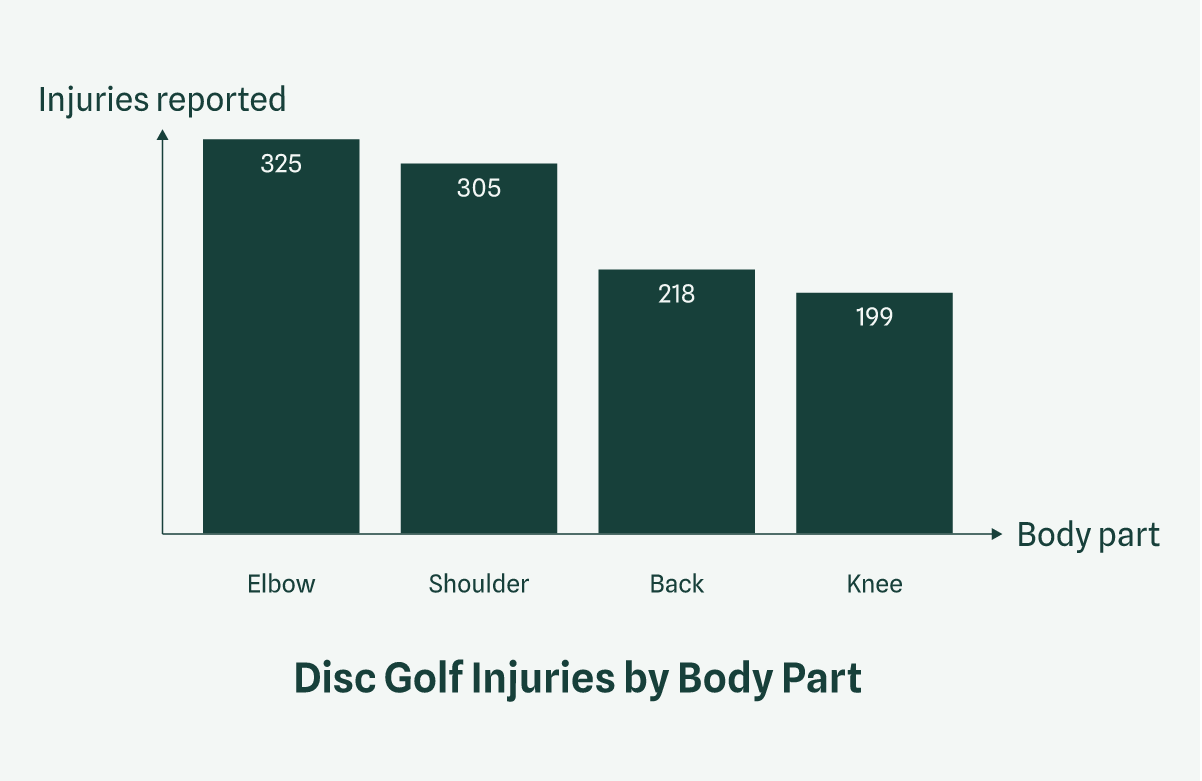 Injuries reported
325
305
218
199
Body part
Elbow
Shoulder
Back
Knee
Disc Golf Injuries by Body Part